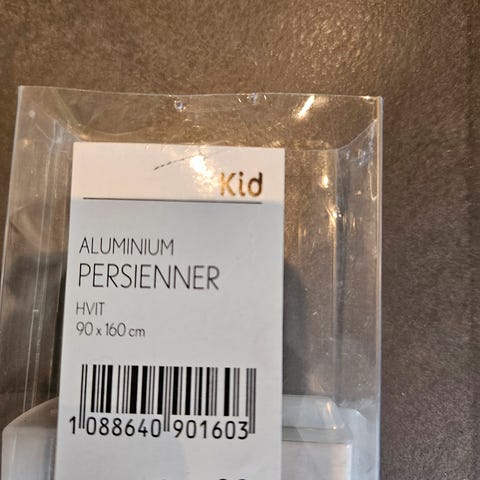 Kid
ALUMINIUM
PERSIENNER
HVIT
90 x 160 cm
1 088640 901603